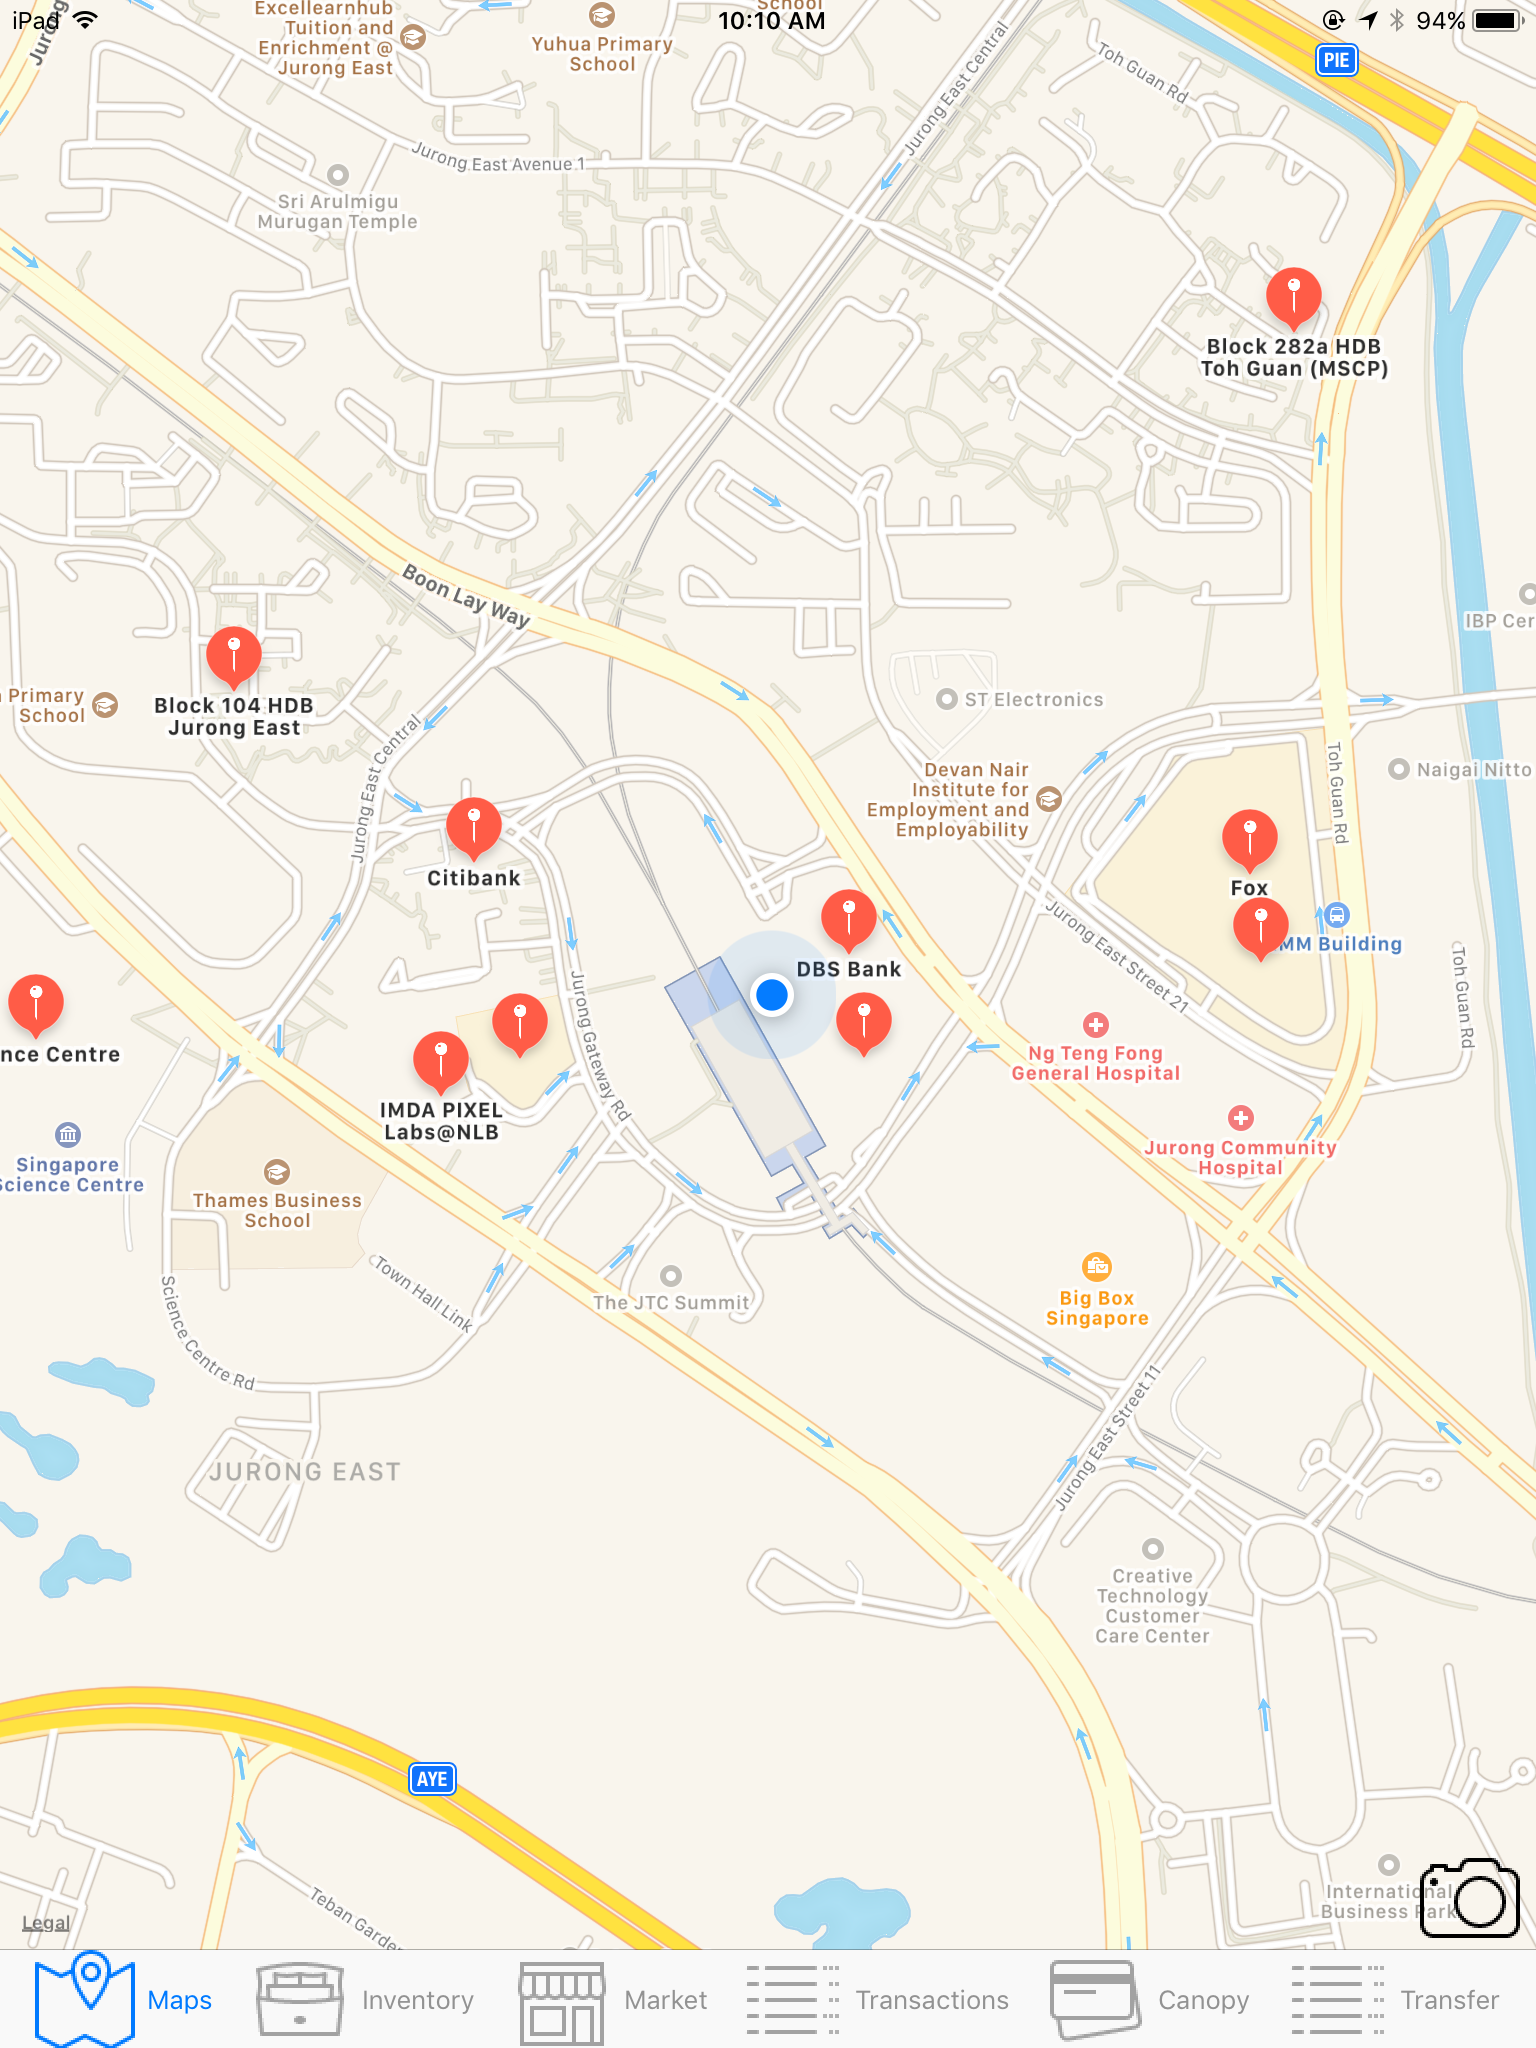 iPad
10:10 AM
94%
Jurong
Excellearnhub
Tuition and
Enrichment @
Jurong East
Yuhua Primary
School
School
Jurong East Central
Toh Guan Rd
PIE
Jurong East Avenue 1
Sri Arulmigu
Murugan Temple
Block 282a HDB
Toh Guan (MSCP)
Boon Lay Way
IBP Cer
Primary
School
Block 104 HDB
Jurong East
ST Electronics
Jurong East Central
Devan Nair
Institute for
Employment and
Employability
Toh Guan Rd
Naigai Nitto
Citibank
Fox
MM Building
Jurong East Street 21
DBS Bank
Toh Guan Rd
Jurong Gateway Rd
nce Centre
Ng Teng Fong
General Hospital
IMDA PIXEL
Labs@NLB
Jurong Community
Hospital
Singapore
Science Centre
Thames Business
School
Town Hall Link
The JTC Summit
Big Box
Singapore
Science Centre Rd
Jurong East Street 11
JURONG EAST
Creative
Technology
Customer
Care Center
AYE
International
Business Park
Teban Garde
Legal
Maps
Inventory
Market
Transactions
Canopy
Transfer